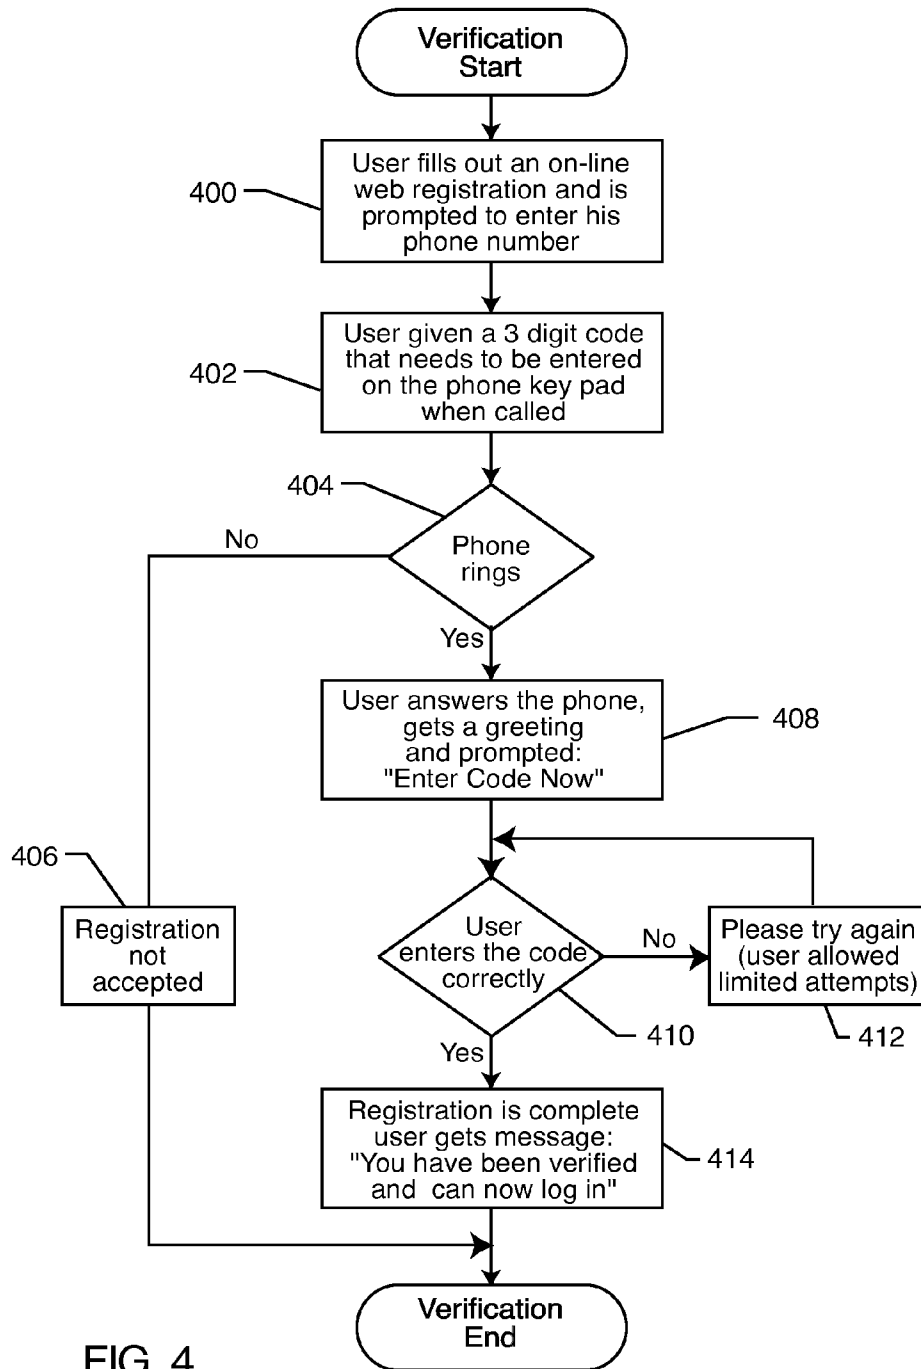 Verification
Start
400
User fills out an on-line
web registration and is
prompted to enter his
phone number
402
User given a 3 digit code
that needs to be entered
on the phone key pad
when called
404
No
Phone
rings
Yes
User answers the phone,
gets a greeting
and prompted:
"Enter Code Now"
408
406
Registration
not
accepted
User
enters the code
correctly
No
Please try again
(user allowed
limited attempts)
410
412
Yes
Registration is complete
user gets message:
"You have been verified
and can now log in"
414
Verification
End
FIG. 4